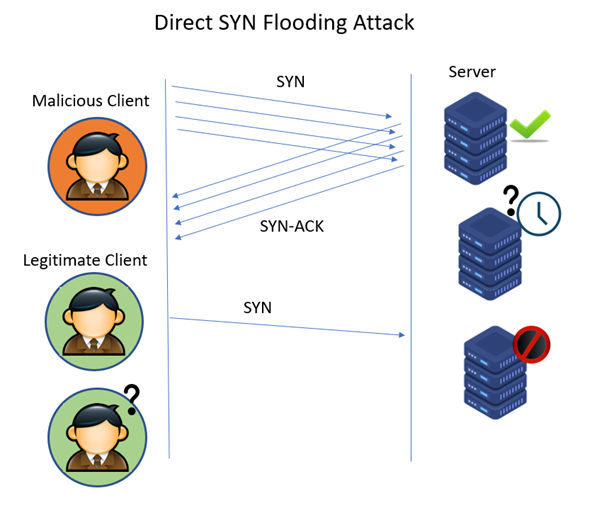 Direct SYN Flooding Attack
SYN
Server
Malicious Client
?
SYN-ACK
Legitimate Client
SYN
?